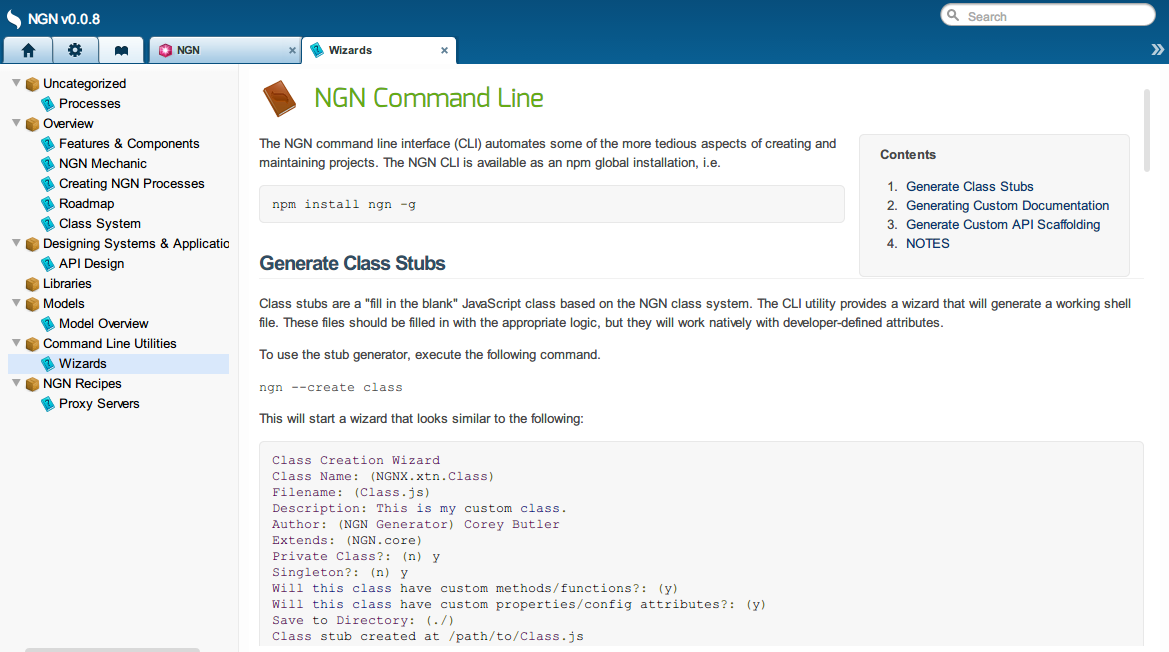 NGN v0.0.8
Search
NGN
Wizards
Uncategorized
Processes
Overview
Features & Components
NGN Mechanic
Creating NGN Processes
Roadmap
Class System
Designing Systems & Applicatio
API Design
Libraries
Models
Model Overview
Command Line Utilities
Wizards
NGN Recipes
Proxy Servers
NGN Command Line
The NGN command line interface (CLI) automates some of the more tedious aspects of creating and
maintaining projects. The NGN CLI is available as an npm global installation, i.e.
npm install ngn -g
Contents
1. Generate Class Stubs
2. Generating Custom Documentation
3. Generate Custom API Scaffolding
4. NOTES
Generate Class Stubs
Class stubs are a "fill in the blank" JavaScript class based on the NGN class system. The CLI utility provides a wizard that will generate a working shell
file. These files should be filled in with the appropriate logic, but they will work natively with developer-defined attributes.
To use the stub generator, execute the following command.
ngn --create class
This will start a wizard that looks similar to the following:
Class Creation Wizard
Class Name: (NGNX.xtn.Class)
Filename: (Class.js)
Description: This is my custom class.
Author: (NGN Generator) Corey Butler
Extends: (NGN.core)
Private Class?: (n) y
Singleton?: (n) y
Will this class have custom methods/functions?: (y)
Will this class have custom properties/config attributes?: (y)
Save to Directory: (./)
Class stub created at /path/to/Class.js